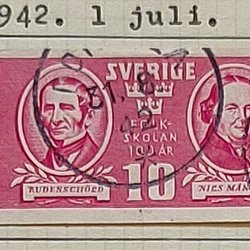 1942. 1 juli.
SVERIGE
FOLK-
SKOLAN
100 ÅR
RUDENSCHÖLD
10
NILS MÅN